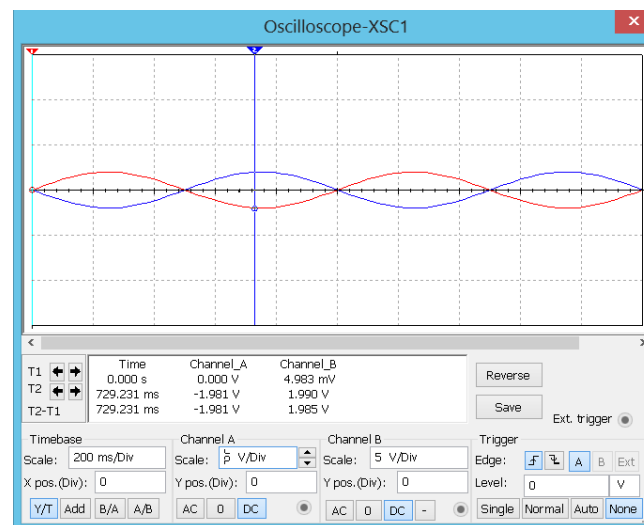 Oscilloscope-XSC1
1
2
T1
T2
T2-T1
Time Channel_A Channel_B
0.000 s 0.000 V 4.983 mV
729.231 ms -1.981 V 1.990 V
729.231 ms -1.981 V 1.985 V
Reverse
Save
Ext. trigger
Timebase
Scale: 200 ms/Div
X pos.(Div): 0
Y/T Add B/A A/B
Channel A
Scale: V/Div
Y pos.(Div): 0
AC 0 DC
Channel B
Scale: 5 V/Div
Y pos.(Div): 0
AC 0 DC -
Trigger
Edge: A B Ext
Level: 0 V
Single Normal Auto None